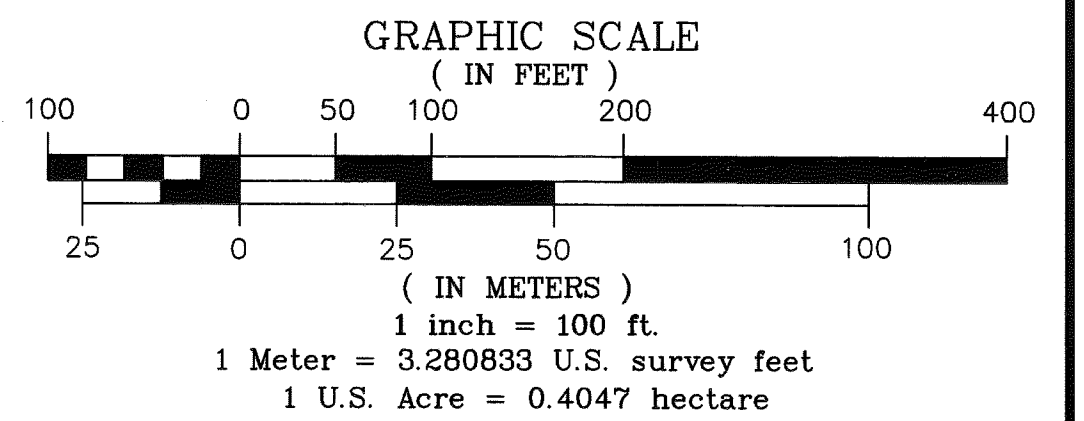 GRAPHIC SCALE
( IN FEET )
100 0 50 100 200 400
25 0 25 50 100
( IN METERS )
1 inch = 100 ft.
1 Meter = 3.280833 U.S. survey feet
1 U.S. Acre = 0.4047 hectare